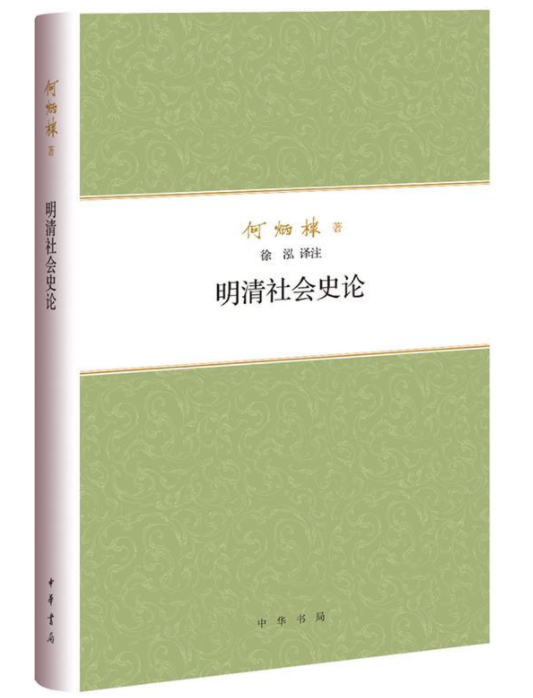 何炳棣 著
明清社会史论
中华书局
何炳棣 著
徐泓 译注
明清社会史论
中华书局